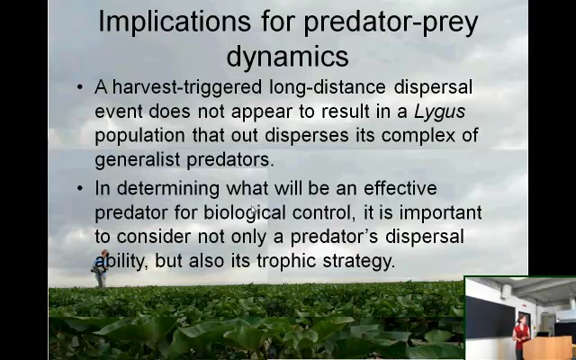 Implications for predator-prey
dynamics
• A harvest-triggered long-distance dispersal
event does not appear to result in a Lygus
population that out disperses its complex of
generalist predators.
• In determining what will be an effective
predator for biological control, it is important
to consider not only a predator's dispersal
ability, but also its trophic strategy.